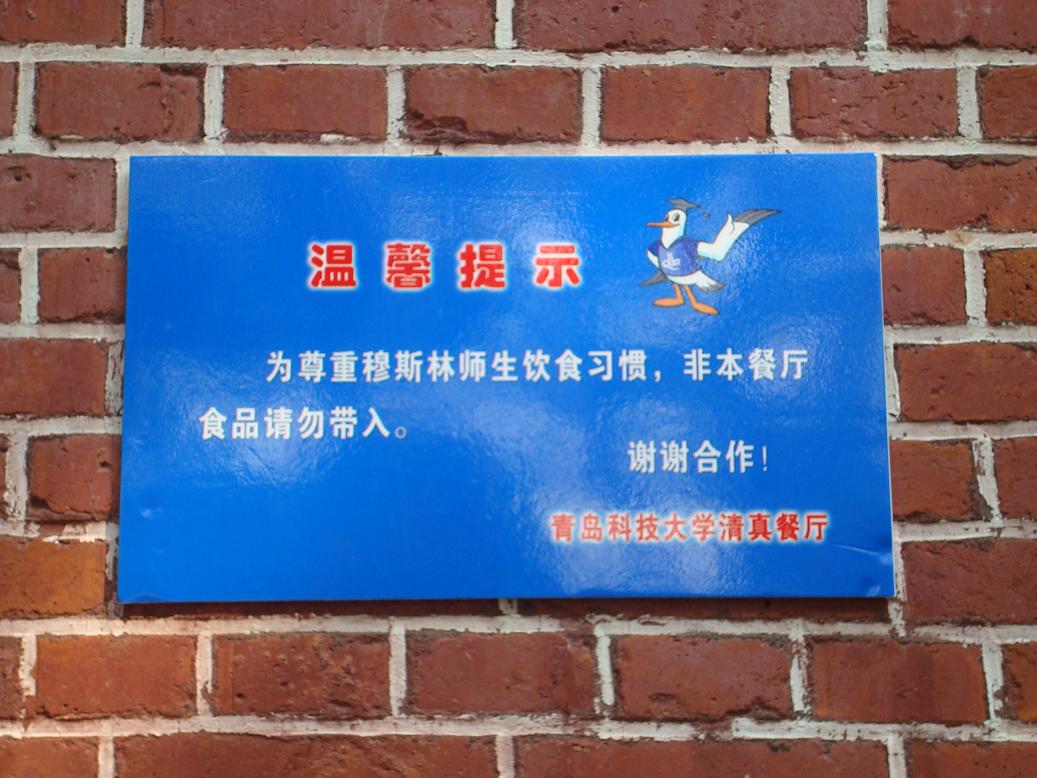 温馨提示
为尊重穆斯林师生饮食习惯，非本餐厅
食品请勿带入。
谢谢合作！
青岛科技大学清真餐厅